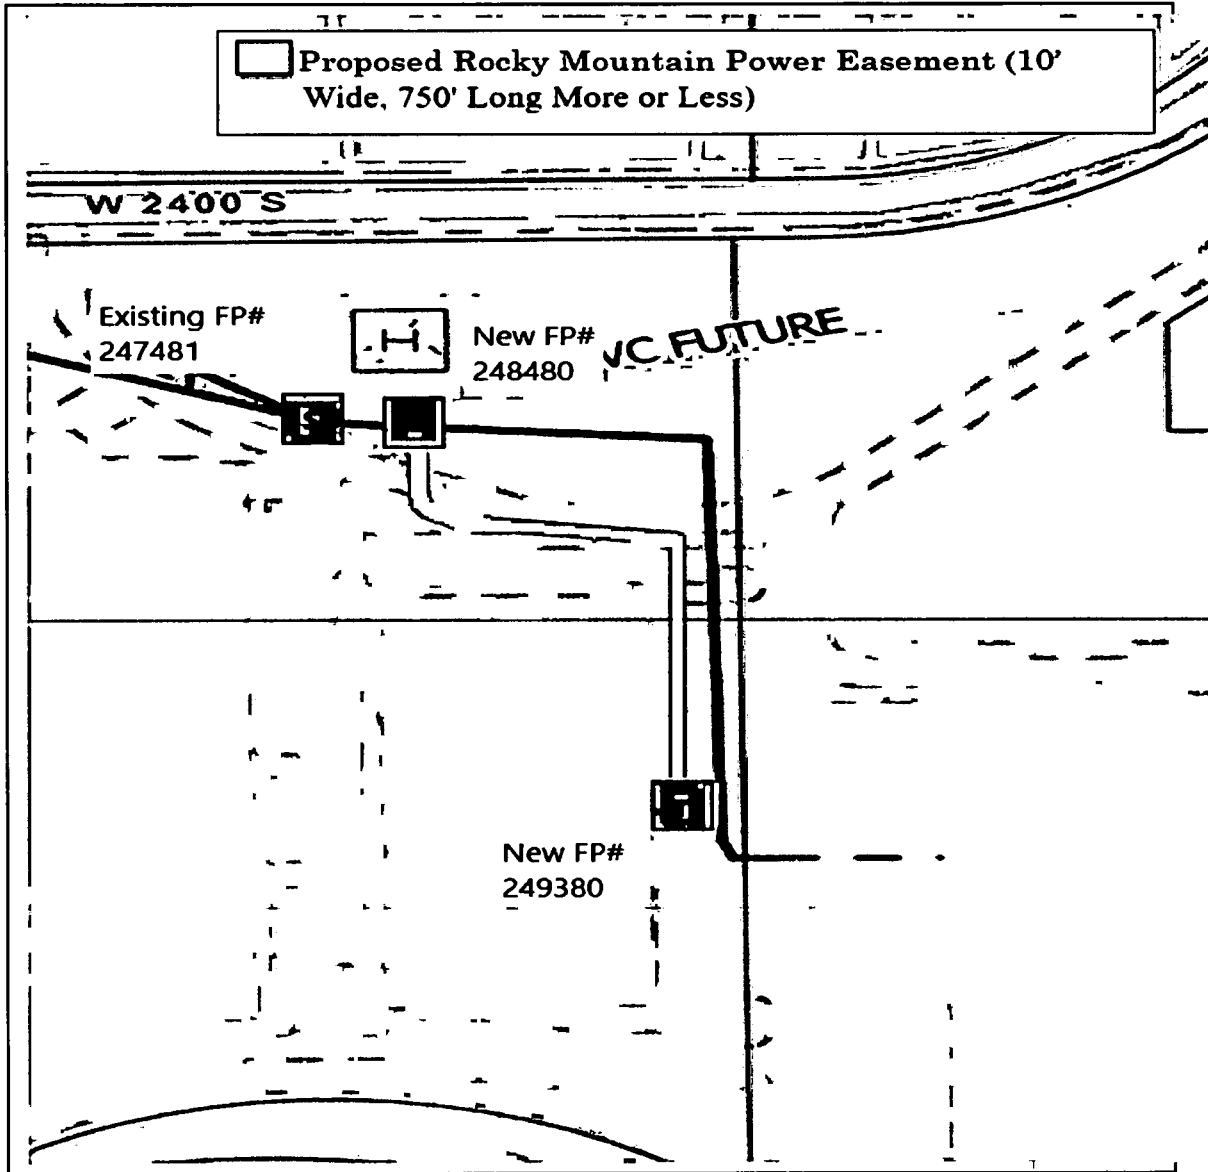 Proposed Rocky Mountain Power Easement (10'
Wide, 750' Long More or Less)
W 2400 S
Existing FP#
247481
H
New FP#
248480
VC FUTURE
New FP#
249380